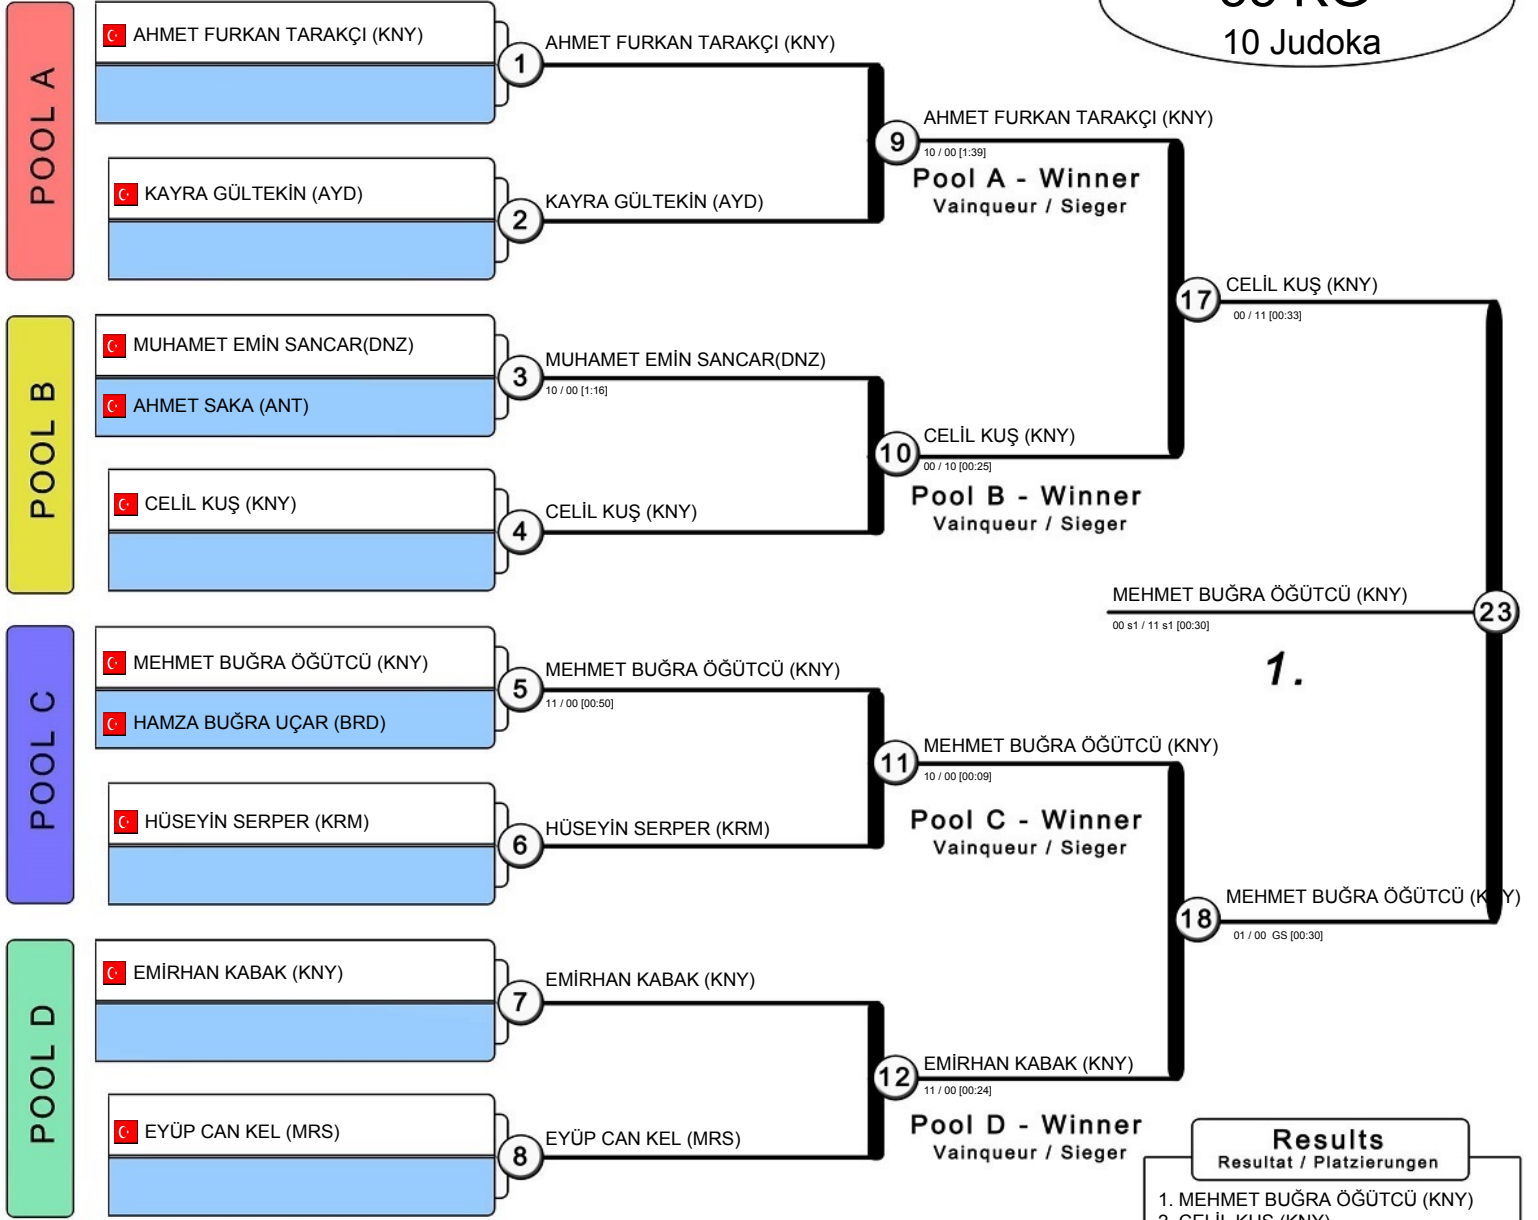 10 Judoka
POOL A
AHMET FURKAN TARAKÇI (KNY)
1
AHMET FURKAN TARAKÇI (KNY)
KAYRA GÜLTEKİN (AYD)
2
KAYRA GÜLTEKİN (AYD)
9
AHMET FURKAN TARAKÇI (KNY)
10 / 00 [1:39]
Pool A - Winner
Vainqueur / Sieger
POOL B
MUHAMET EMİN SANCAR(DNZ)
AHMET SAKA (ANT)
3
MUHAMET EMİN SANCAR(DNZ)
10 / 00 [1:16]
CELİL KUŞ (KNY)
4
CELİL KUŞ (KNY)
10
CELİL KUŞ (KNY)
00 / 10 [00:25]
Pool B - Winner
Vainqueur / Sieger
17
CELİL KUŞ (KNY)
00 / 11 [00:33]
MEHMET BUĞRA ÖĞÜTCÜ (KNY)
00 s1 / 11 s1 [00:30]
23
1.
POOL C
MEHMET BUĞRA ÖĞÜTCÜ (KNY)
HAMZA BUĞRA UÇAR (BRD)
5
MEHMET BUĞRA ÖĞÜTCÜ (KNY)
11 / 00 [00:50]
HÜSEYİN SERPER (KRM)
6
HÜSEYİN SERPER (KRM)
11
MEHMET BUĞRA ÖĞÜTCÜ (KNY)
10 / 00 [00:09]
Pool C - Winner
Vainqueur / Sieger
18
MEHMET BUĞRA ÖĞÜTCÜ (KNY)
01 / 00 GS [00:30]
POOL D
EMİRHAN KABAK (KNY)
7
EMİRHAN KABAK (KNY)
EYÜP CAN KEL (MRS)
8
EYÜP CAN KEL (MRS)
12
EMİRHAN KABAK (KNY)
11 / 00 [00:24]
Pool D - Winner
Vainqueur / Sieger
Results
Resultat / Platzierungen
1. MEHMET BUĞRA ÖĞÜTCÜ (KNY)
2. CELİL KUŞ (KNY)